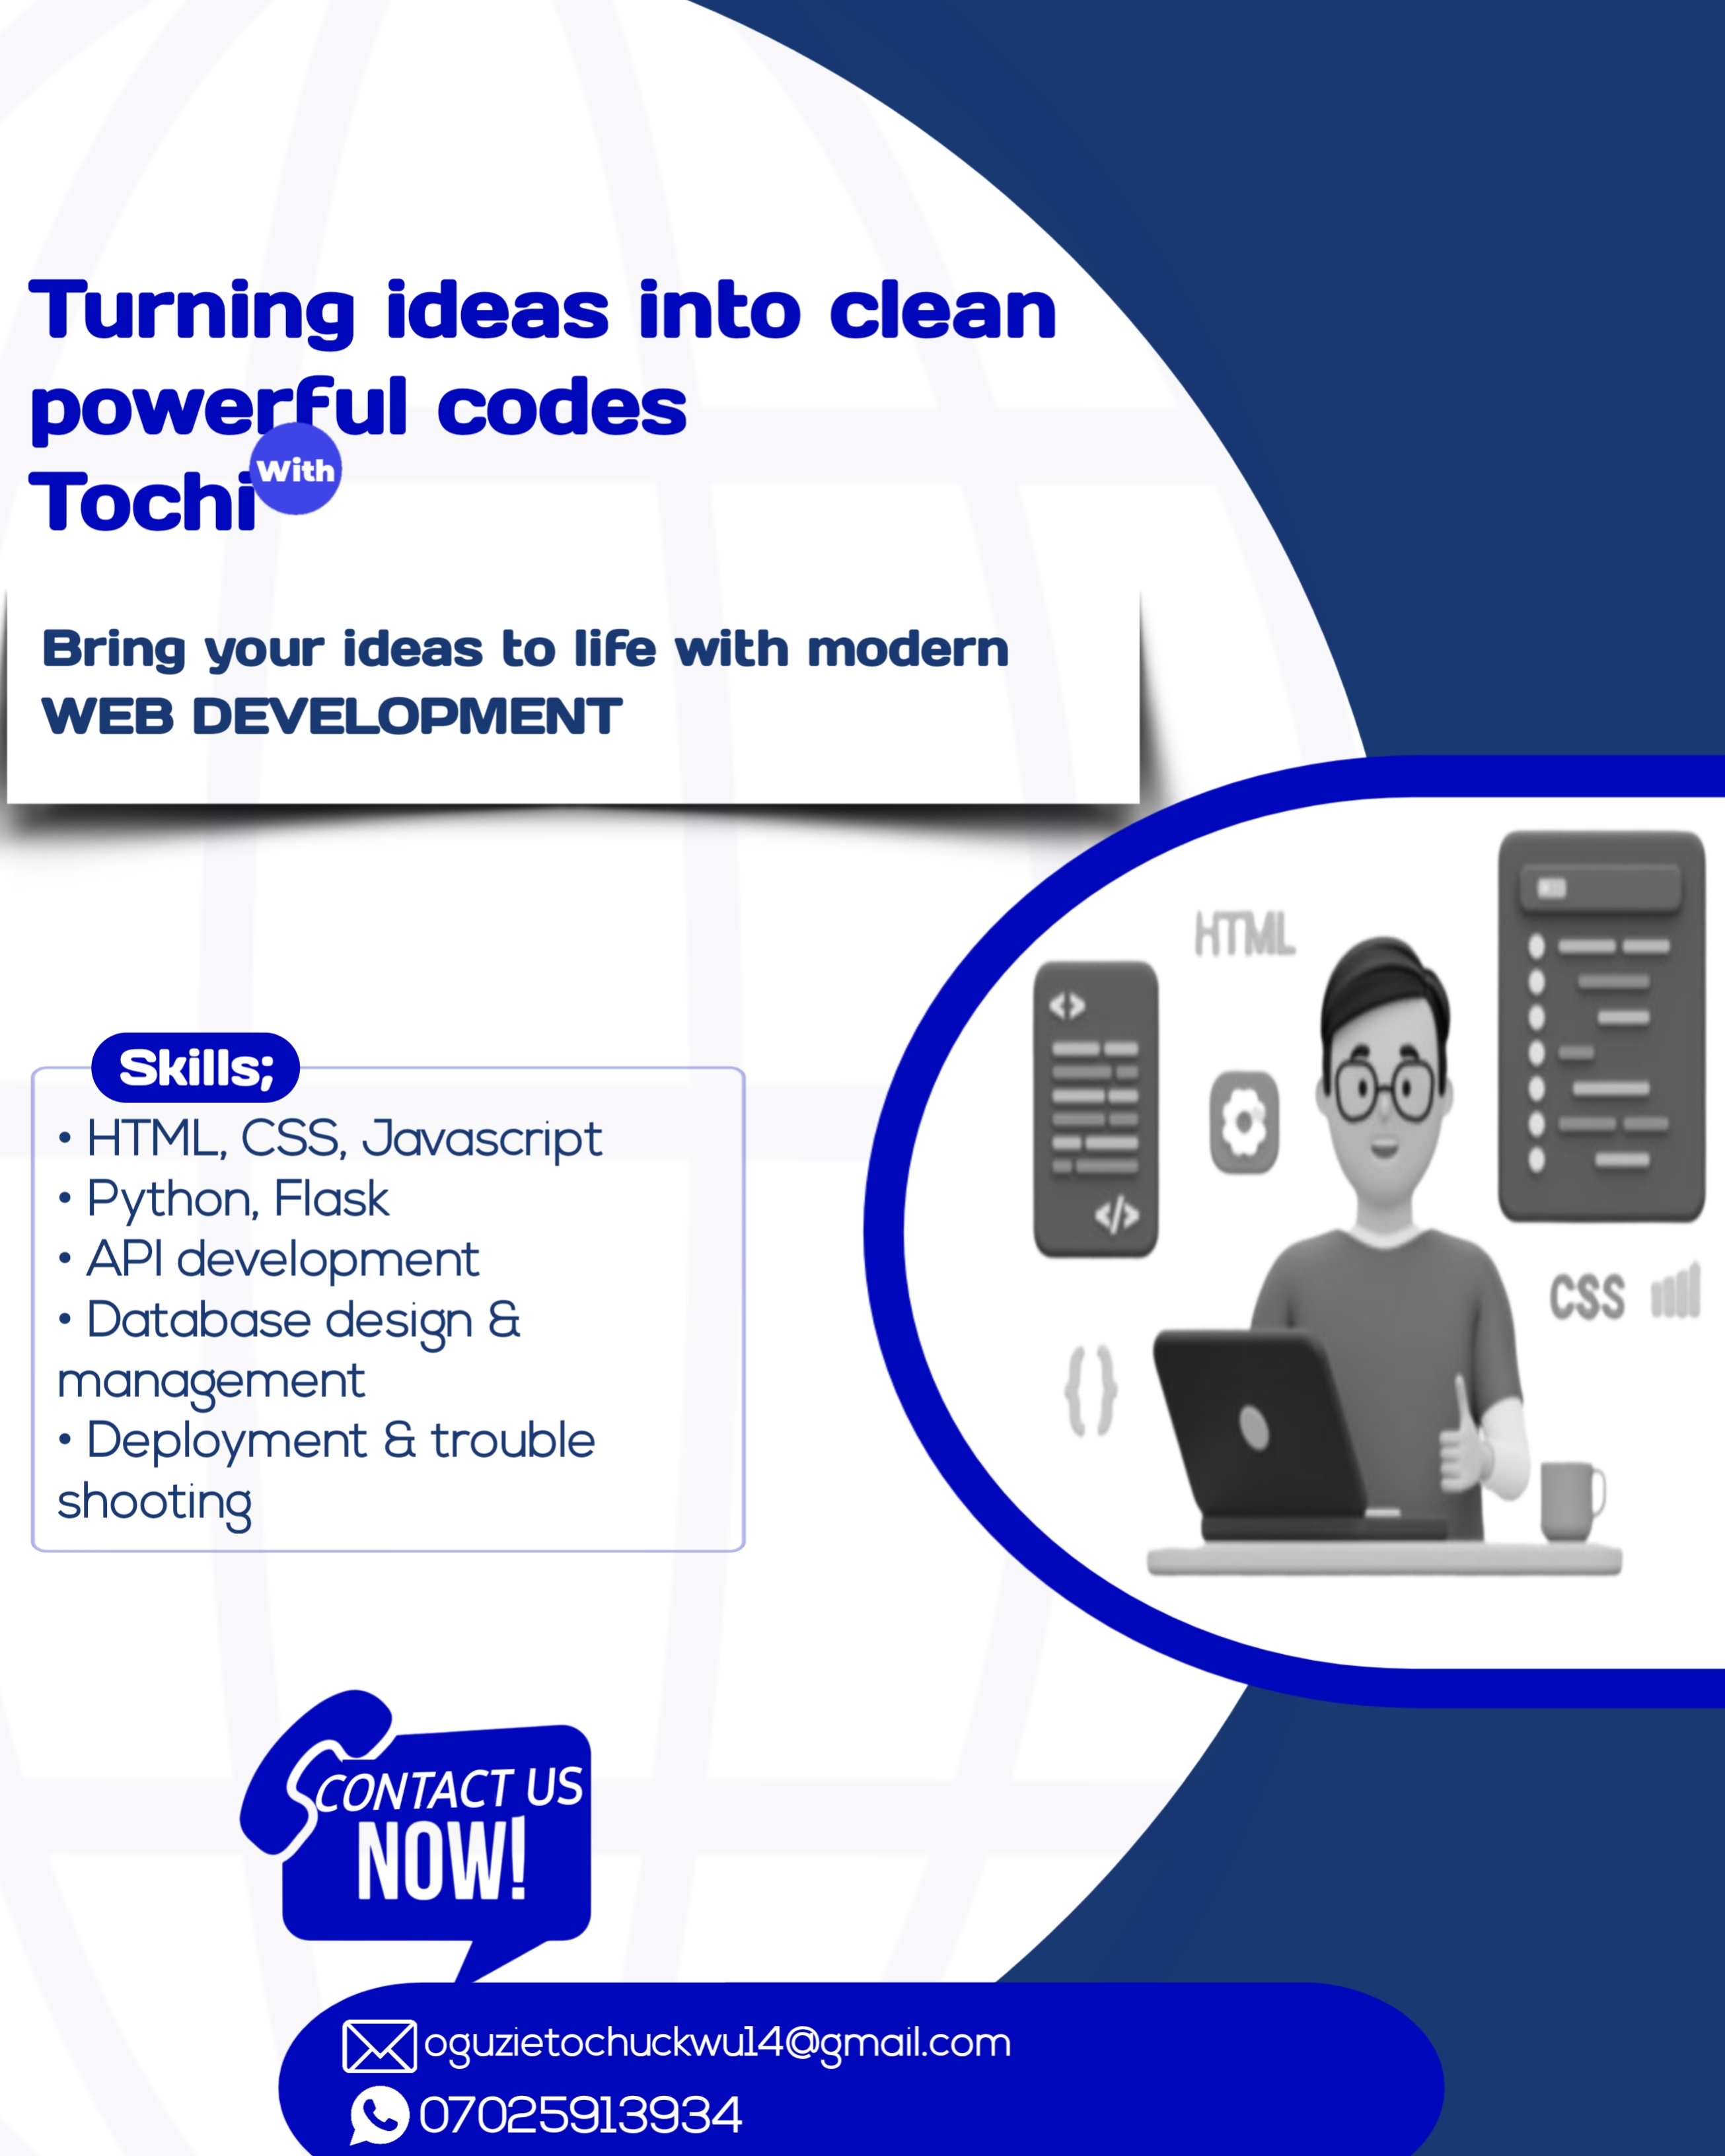 Turning ideas into clean
powerful codes
With
Tochi
Bring your ideas to life with modern
WEB DEVELOPMENT
Skills;
• HTML, CSS, Javascript
• Python, Flask
• API development
• Database design &
management
• Deployment & trouble
shooting
HTML
<>
</>
CSS
{}
CONTACT US
NOW!
oguzietochuckwu14@gmail.com
07025913934